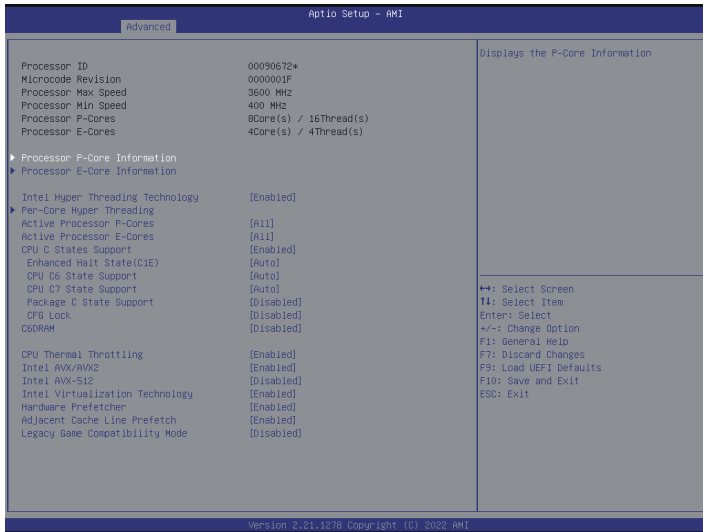 Aptio Setup – AMI
Advanced
Processor ID 00090672*
Microcode Revision 0000001F
Processor Max Speed 3600 MHz
Processor Min Speed 400 MHz
Processor P-Cores 8Core(s) / 16Thread(s)
Processor E-Cores 4Core(s) / 4Thread(s)
Processor P-Core Information
Processor E-Core Information
Intel Hyper Threading Technology [Enabled]
Per-Core Hyper Threading
Active Processor P-Cores [All]
Active Processor E-Cores [All]
CPU C States Support [Enabled]
Enhanced Halt State(C1E) [Auto]
CPU C6 State Support [Auto]
CPU C7 State Support [Auto]
Package C State Support [Disabled]
CFG Lock [Disabled]
C6DRAM [Disabled]
CPU Thermal Throttling [Enabled]
Intel AVX/AVX2 [Enabled]
Intel AVX-512 [Disabled]
Intel Virtualization Technology [Enabled]
Hardware Prefetcher [Enabled]
Adjacent Cache Line Prefetch [Enabled]
Legacy Game Compatibility Mode [Disabled]
Displays the P-Core Information
↔: Select Screen
↑↓: Select Item
Enter: Select
+/-: Change Option
F1: General Help
F7: Discard Changes
F9: Load UEFI Defaults
F10: Save and Exit
ESC: Exit
Version 2.21.1278 Copyright (C) 2022 AMI